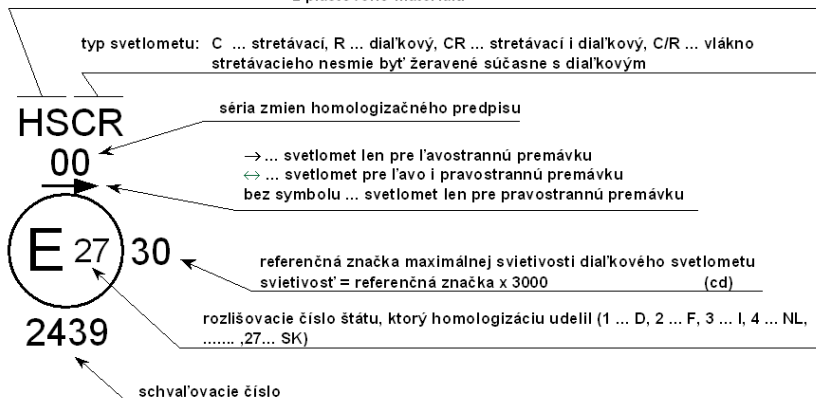 typ svetlometu: C ... stretávací, R ... diaľkový, CR ... stretávací i diaľkový, C/R ... vlákno
stretávacieho nesmie byť žeravené súčasne s diaľkovým
HSCR
séria zmien homologizačného predpisu
00
→ ... svetlomet len pre ľavostrannú premávku
↔ ... svetlomet pre ľavo i pravostrannú premávku
bez symbolu ... svetlomet len pre pravostrannú premávku
E 27 30
referenčná značka maximálnej svietivosti diaľkového svetlometu
svietivosť = referenčná značka x 3000 (cd)
rozlišovacie číslo štátu, ktorý homologizáciu udelil (1 ... D, 2 ... F, 3 ... I, 4 ... NL,
....... ,27... SK)
2439
schvaľovacie číslo